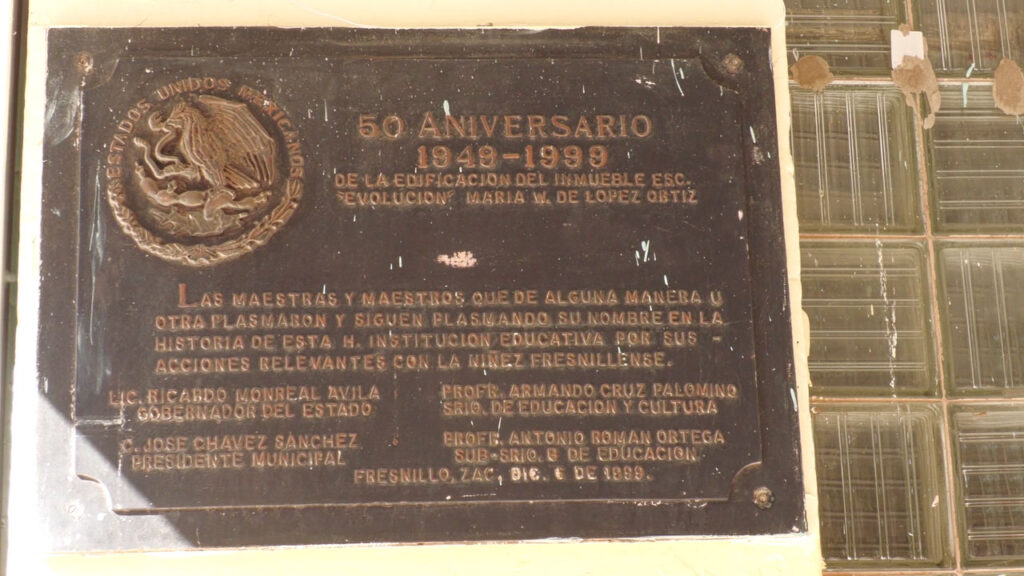 ESTADOS UNIDOS MEXICANOS
50 ANIVERSARIO
1949-1999
DE LA EDIFICACION DEL INMUEBLE ESC.
"EVOLUCION" MARIA W. DE LOPEZ ORTIZ
LAS MAESTRAS Y MAESTROS QUE DE ALGUNA MANERA U
OTRA PLASMARON Y SIGUEN PLASMANDO SU NOMBRE EN LA
HISTORIA DE ESTA H. INSTITUCION EDUCATIVA POR SUS -
ACCIONES RELEVANTES CON LA NIÑEZ FRESNILLENSE.
LIC. RICARDO MONREAL AVILA
GOBERNADOR DEL ESTADO
PROFR. ARMANDO CRUZ PALOMINO
SRIO. DE EDUCACION Y CULTURA
C. JOSE CHAVEZ SANCHEZ
PRESIDENTE MUNICIPAL
PROFR. ANTONIO ROMAN ORTEGA
SUB-SRIO. DE EDUCACION
FRESNILLO, ZAC, DIC. 6 DE 1999.